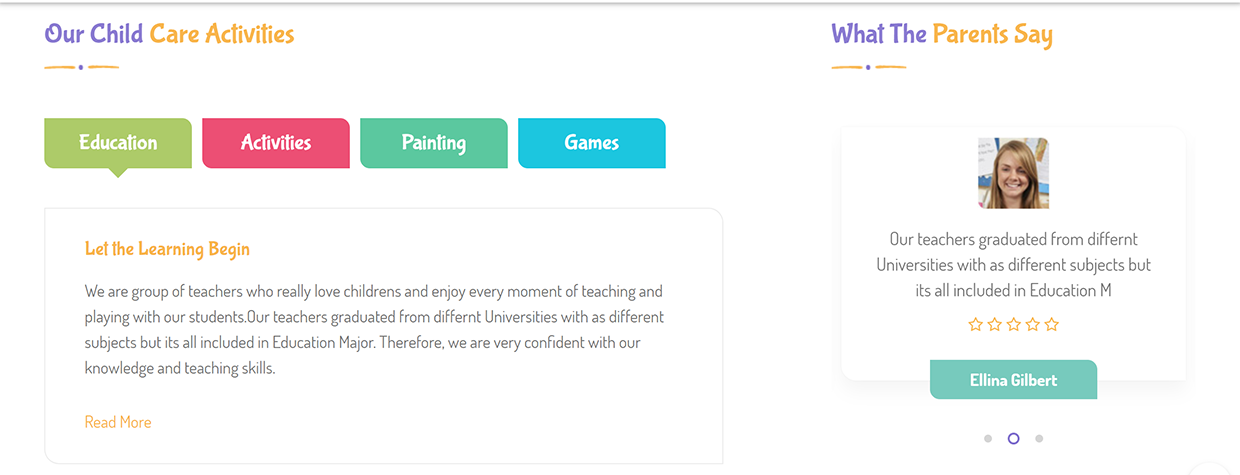 Our Child Care Activities
Education
Activities
Painting
Games
Let the Learning Begin
We are group of teachers who really love childrens and enjoy every moment of teaching and
playing with our students.Our teachers graduated from differnt Universities with as different
subjects but its all included in Education Major. Therefore, we are very confident with our
knowledge and teaching skills.
Read More
What The Parents Say
Our teachers graduated from differnt
Universities with as different subjects but
its all included in Education M
Ellina Gilbert